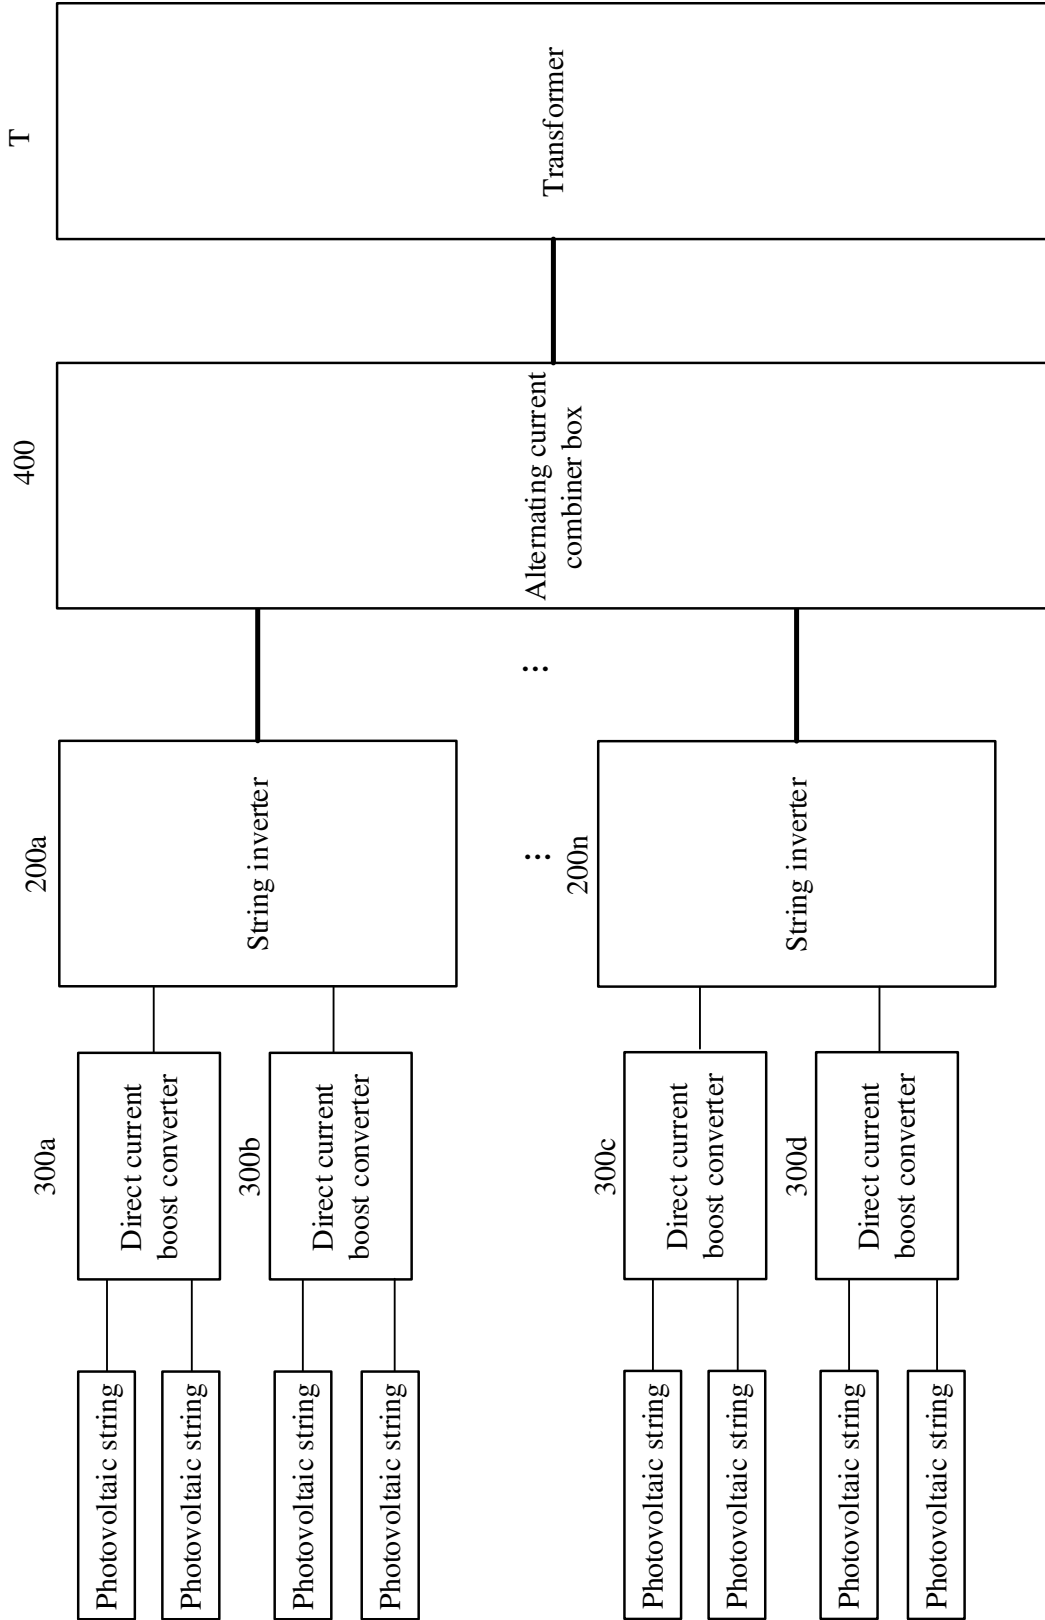 Photovoltaic string
Photovoltaic string
Photovoltaic string
Photovoltaic string
Photovoltaic string
Photovoltaic string
Photovoltaic string
Photovoltaic string
300a
Direct current
boost converter
300b
Direct current
boost converter
300c
Direct current
boost converter
300d
Direct current
boost converter
200a
String inverter
...
200n
String inverter
...
400
Alternating current
combiner box
T
Transformer